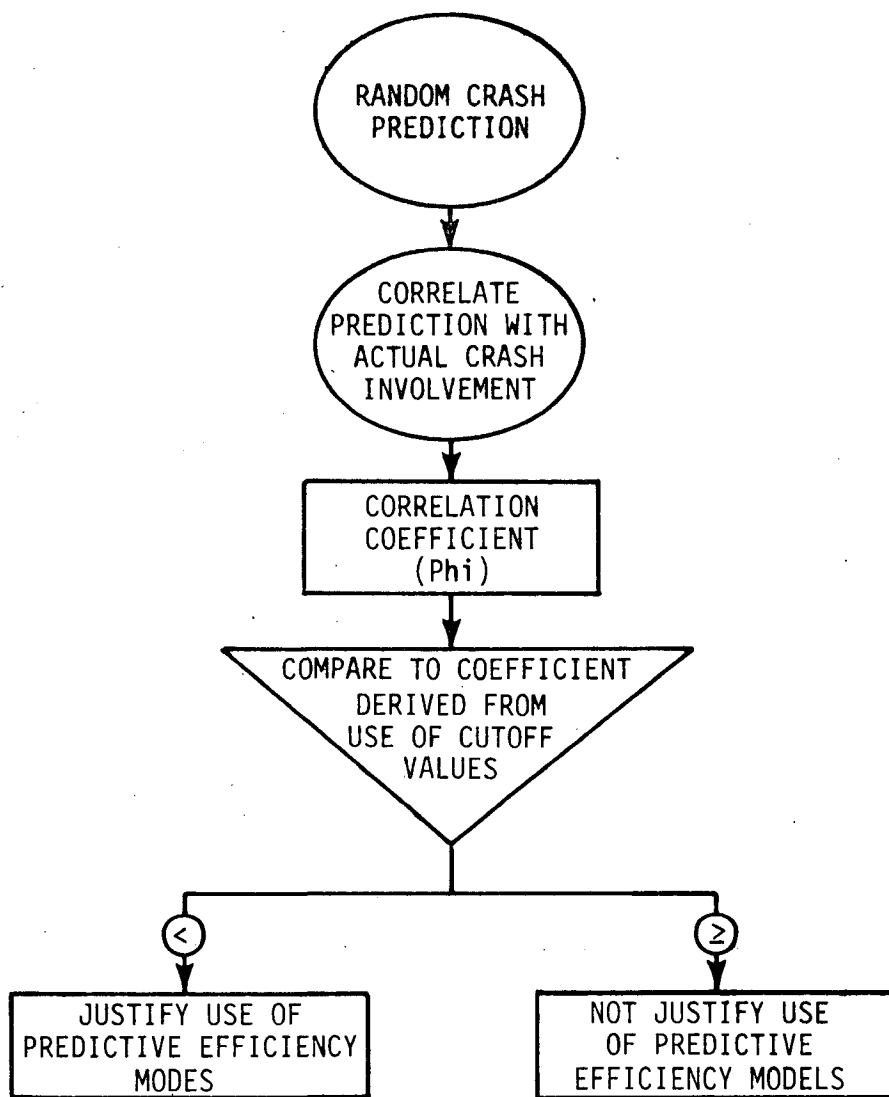 RANDOM CRASH
PREDICTION
CORRELATE
PREDICTION WITH
ACTUAL CRASH
INVOLVEMENT
CORRELATION
COEFFICIENT
(Phi)
COMPARE TO COEFFICIENT
DERIVED FROM
USE OF CUTOFF
VALUES
<
≥
JUSTIFY USE OF
PREDICTIVE EFFICIENCY
MODES
NOT JUSTIFY USE
OF PREDICTIVE
EFFICIENCY MODELS